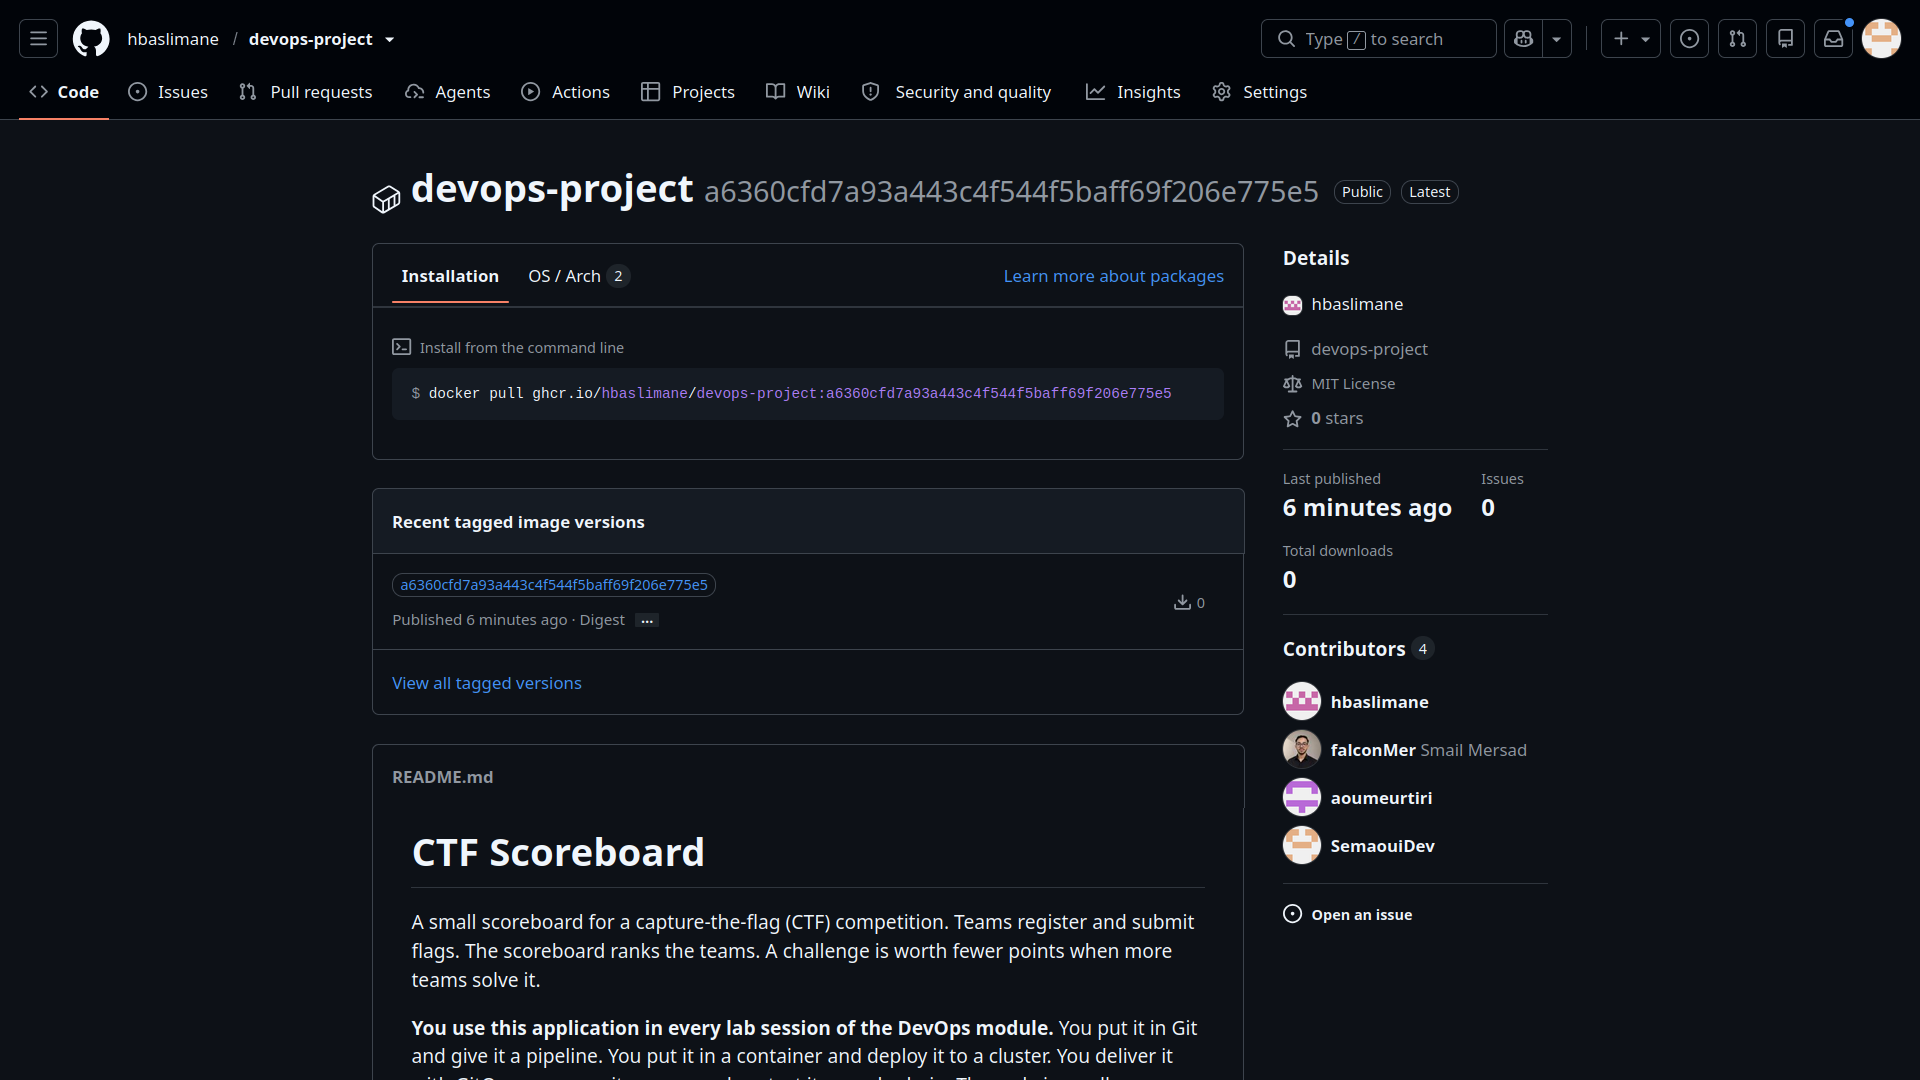 hbaslimane / devops-project
Type / to search
Code
Issues
Pull requests
Agents
Actions
Projects
Wiki
Security and quality
Insights
Settings
devops-project a6360cfd7a93a443c4f544f5baff69f206e775e5 Public Latest
Installation
OS / Arch 2
Learn more about packages
Install from the command line
$ docker pull ghcr.io/hbaslimane/devops-project:a6360cfd7a93a443c4f544f5baff69f206e775e5
Recent tagged image versions
a6360cfd7a93a443c4f544f5baff69f206e775e5
Published 6 minutes ago · Digest …
0
View all tagged versions
README.md
CTF Scoreboard
A small scoreboard for a capture-the-flag (CTF) competition. Teams register and submit
flags. The scoreboard ranks the teams. A challenge is worth fewer points when more
teams solve it.
You use this application in every lab session of the DevOps module. You put it in Git
and give it a pipeline. You put it in a container and deploy it to a cluster. You deliver it
Details
hbaslimane
devops-project
MIT License
0 stars
Last published
6 minutes ago
Issues
0
Total downloads
0
Contributors 4
hbaslimane
falconMer Smail Mersad
aoumeurtiri
SemaouiDev
Open an issue